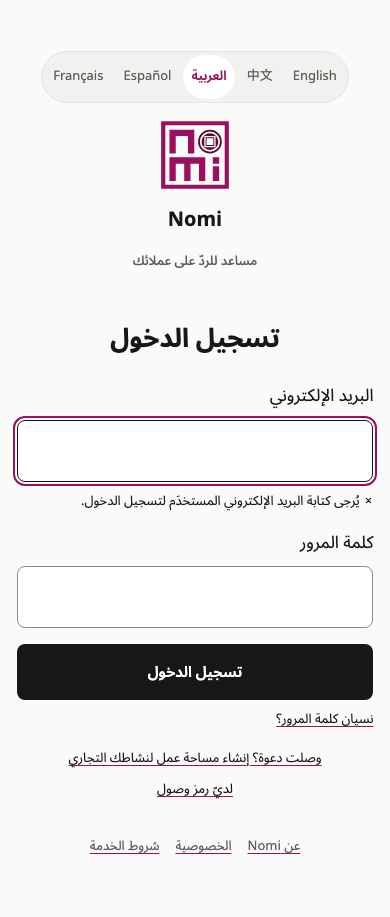 English 中文 العربية Español Français
nomi
Nomi
مساعد للردّ على عملائك
تسجيل الدخول
البريد الإلكتروني
× يُرجى كتابة البريد الإلكتروني المستخدَم لتسجيل الدخول.
كلمة المرور
تسجيل الدخول
نسيان كلمة المرور؟
وصلت دعوة؟ إنشاء مساحة عمل لنشاطك التجاري
لديّ رمز وصول
عن Nomi الخصوصية شروط الخدمة